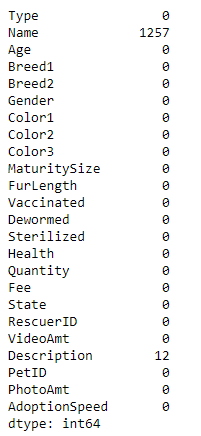 Type 0
Name 1257
Age 0
Breed1 0
Breed2 0
Gender 0
Color1 0
Color2 0
Color3 0
MaturitySize 0
FurLength 0
Vaccinated 0
Dewormed 0
Sterilized 0
Health 0
Quantity 0
Fee 0
State 0
RescuerID 0
VideoAmt 0
Description 12
PetID 0
PhotoAmt 0
AdoptionSpeed 0
dtype: int64